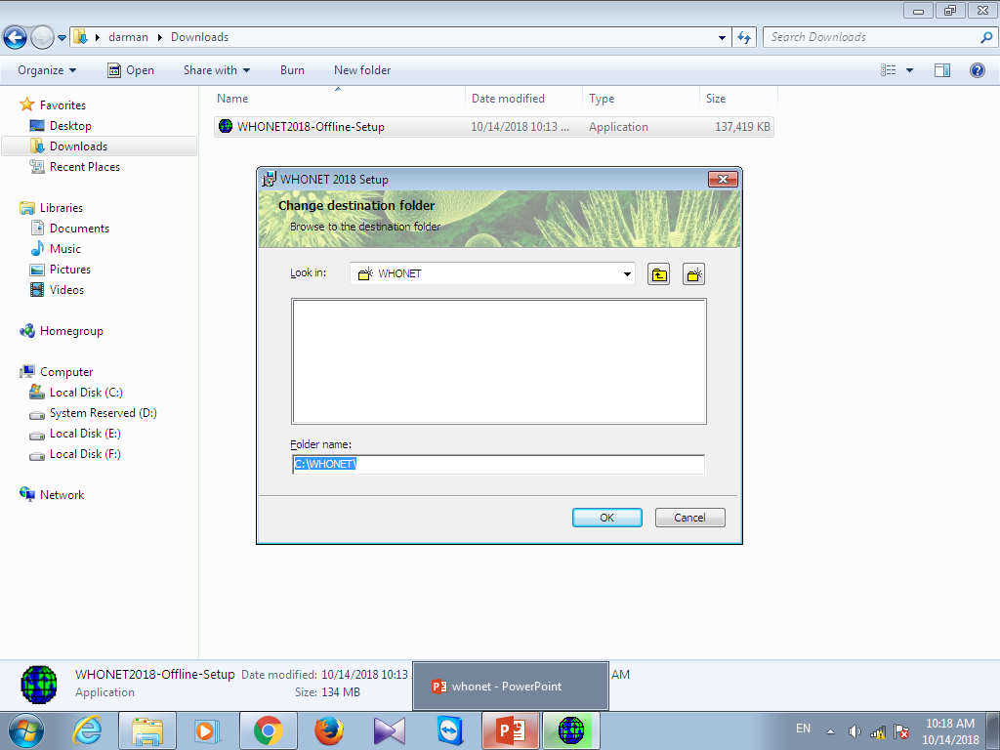 darman Downloads
Search Downloads
Organize Open Share with Burn New folder
Name Date modified Type Size
WHONET2018-Offline-Setup 10/14/2018 10:13 ... Application 137,419 KB
Favorites
Desktop
Downloads
Recent Places
Libraries
Documents
Music
Pictures
Videos
Homegroup
Computer
Local Disk (C:)
System Reserved (D:)
Local Disk (E:)
Local Disk (F:)
Network
WHONET 2018 Setup
Change destination folder
Browse to the destination folder
Look in: WHONET
Folder name:
C:\WHONET\
OK Cancel
WHONET2018-Offline-Setup Date modified: 10/14/2018 10:13 AM
Application Size: 134 MB
whonet - PowerPoint
EN
10:18 AM
10/14/2018